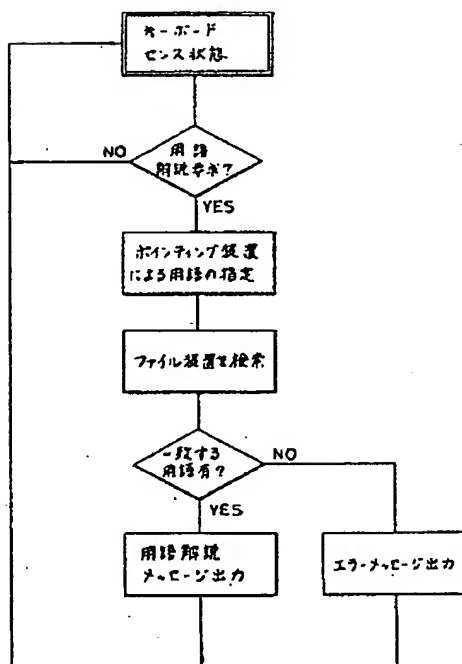 キーボード
センス状態
用語
解説要求?
NO
YES
ポインティング装置
による用語の指定
ファイル装置を検索
一致する
用語有?
NO
YES
用語解説
メッセージ出力
エラーメッセージ出力